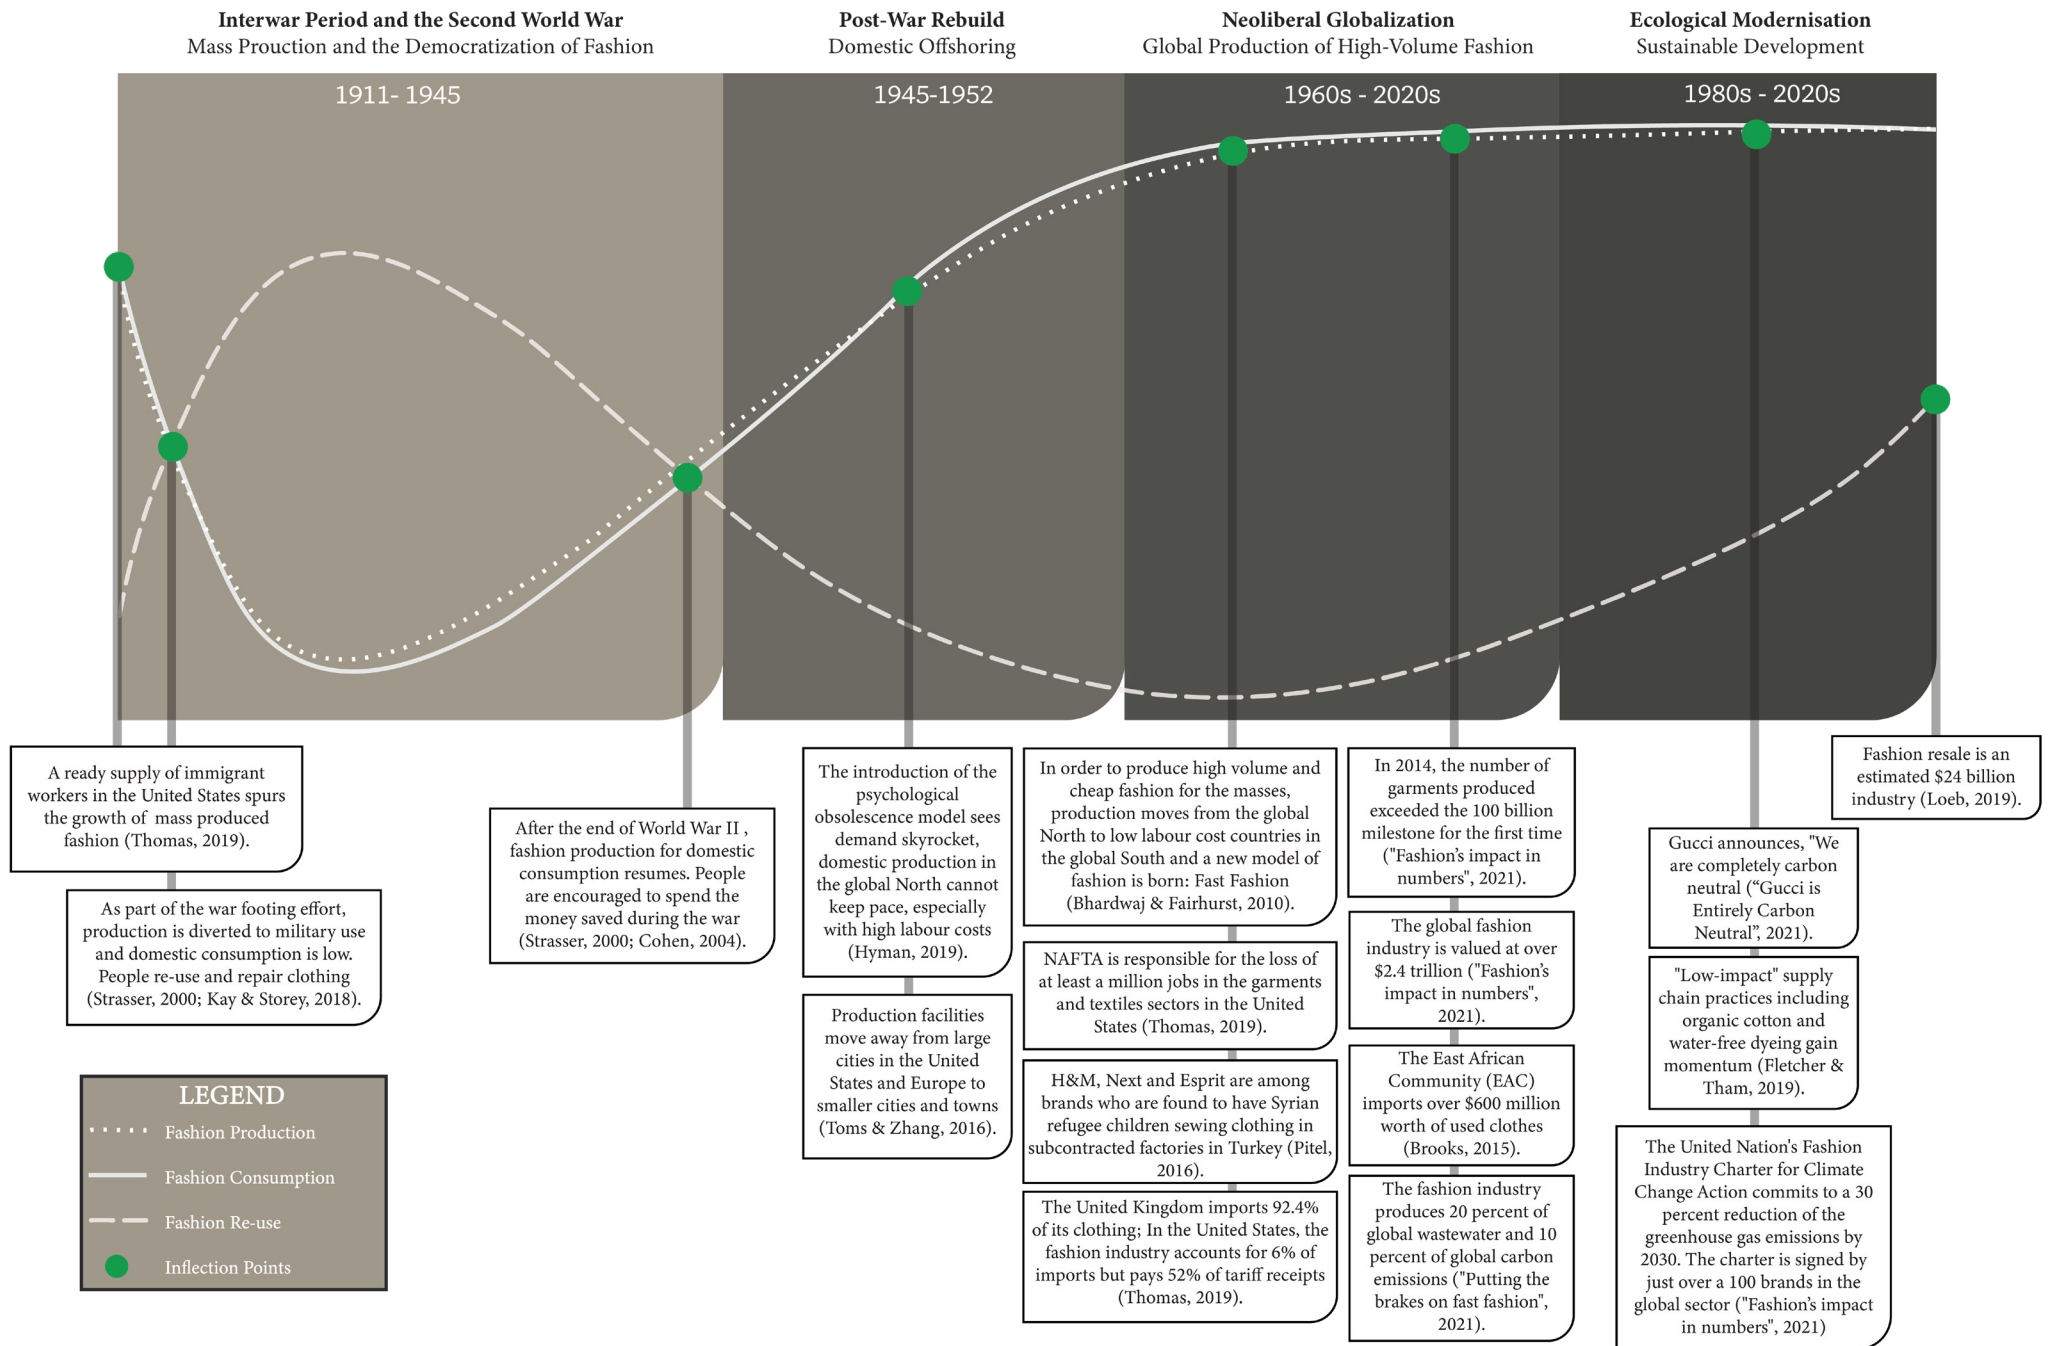 Interwar Period and the Second World War
Mass Prouction and the Democratization of Fashion
Post-War Rebuild
Domestic Offshoring
Neoliberal Globalization
Global Production of High-Volume Fashion
Ecological Modernisation
Sustainable Development
1911- 1945
1945-1952
1960s - 2020s
1980s - 2020s
A ready supply of immigrant
workers in the United States spurs
the growth of mass produced
fashion (Thomas, 2019).
As part of the war footing effort,
production is diverted to military use
and domestic consumption is low.
People re-use and repair clothing
(Strasser, 2000; Kay & Storey, 2018).
After the end of World War II ,
fashion production for domestic
consumption resumes. People
are encouraged to spend the
money saved during the war
(Strasser, 2000; Cohen, 2004).
The introduction of the
psychological
obsolescence model sees
demand skyrocket,
domestic production in
the global North cannot
keep pace, especially
with high labour costs
(Hyman, 2019).
Production facilities
move away from large
cities in the United
States and Europe to
smaller cities and towns
(Toms & Zhang, 2016).
In order to produce high volume and
cheap fashion for the masses,
production moves from the global
North to low labour cost countries in
the global South and a new model of
fashion is born: Fast Fashion
(Bhardwaj & Fairhurst, 2010).
NAFTA is responsible for the loss of
at least a million jobs in the garments
and textiles sectors in the United
States (Thomas, 2019).
H&M, Next and Esprit are among
brands who are found to have Syrian
refugee children sewing clothing in
subcontracted factories in Turkey (Pitel,
2016).
The United Kingdom imports 92.4%
of its clothing; In the United States, the
fashion industry accounts for 6% of
imports but pays 52% of tariff receipts
(Thomas, 2019).
In 2014, the number of
garments produced
exceeded the 100 billion
milestone for the first time
("Fashion's impact in
numbers", 2021).
The global fashion
industry is valued at over
$2.4 trillion ("Fashion's
impact in numbers",
2021).
The East African
Community (EAC)
imports over $600 million
worth of used clothes
(Brooks, 2015).
The fashion industry
produces 20 percent of
global wastewater and 10
percent of global carbon
emissions ("Putting the
brakes on fast fashion",
2021).
Fashion resale is an
estimated $24 billion
industry (Loeb, 2019).
Gucci announces, "We
are completely carbon
neutral (“Gucci is
Entirely Carbon
Neutral”, 2021).
"Low-impact" supply
chain practices including
organic cotton and
water-free dyeing gain
momentum (Fletcher &
Tham, 2019).
The United Nation's Fashion
Industry Charter for Climate
Change Action commits to a 30
percent reduction of the
greenhouse gas emissions by
2030. The charter is signed by
just over a 100 brands in the
global sector ("Fashion's impact
in numbers", 2021)
LEGEND
Fashion Production
Fashion Consumption
Fashion Re-use
Inflection Points